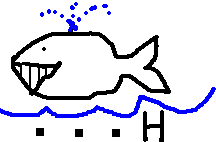 . . . H